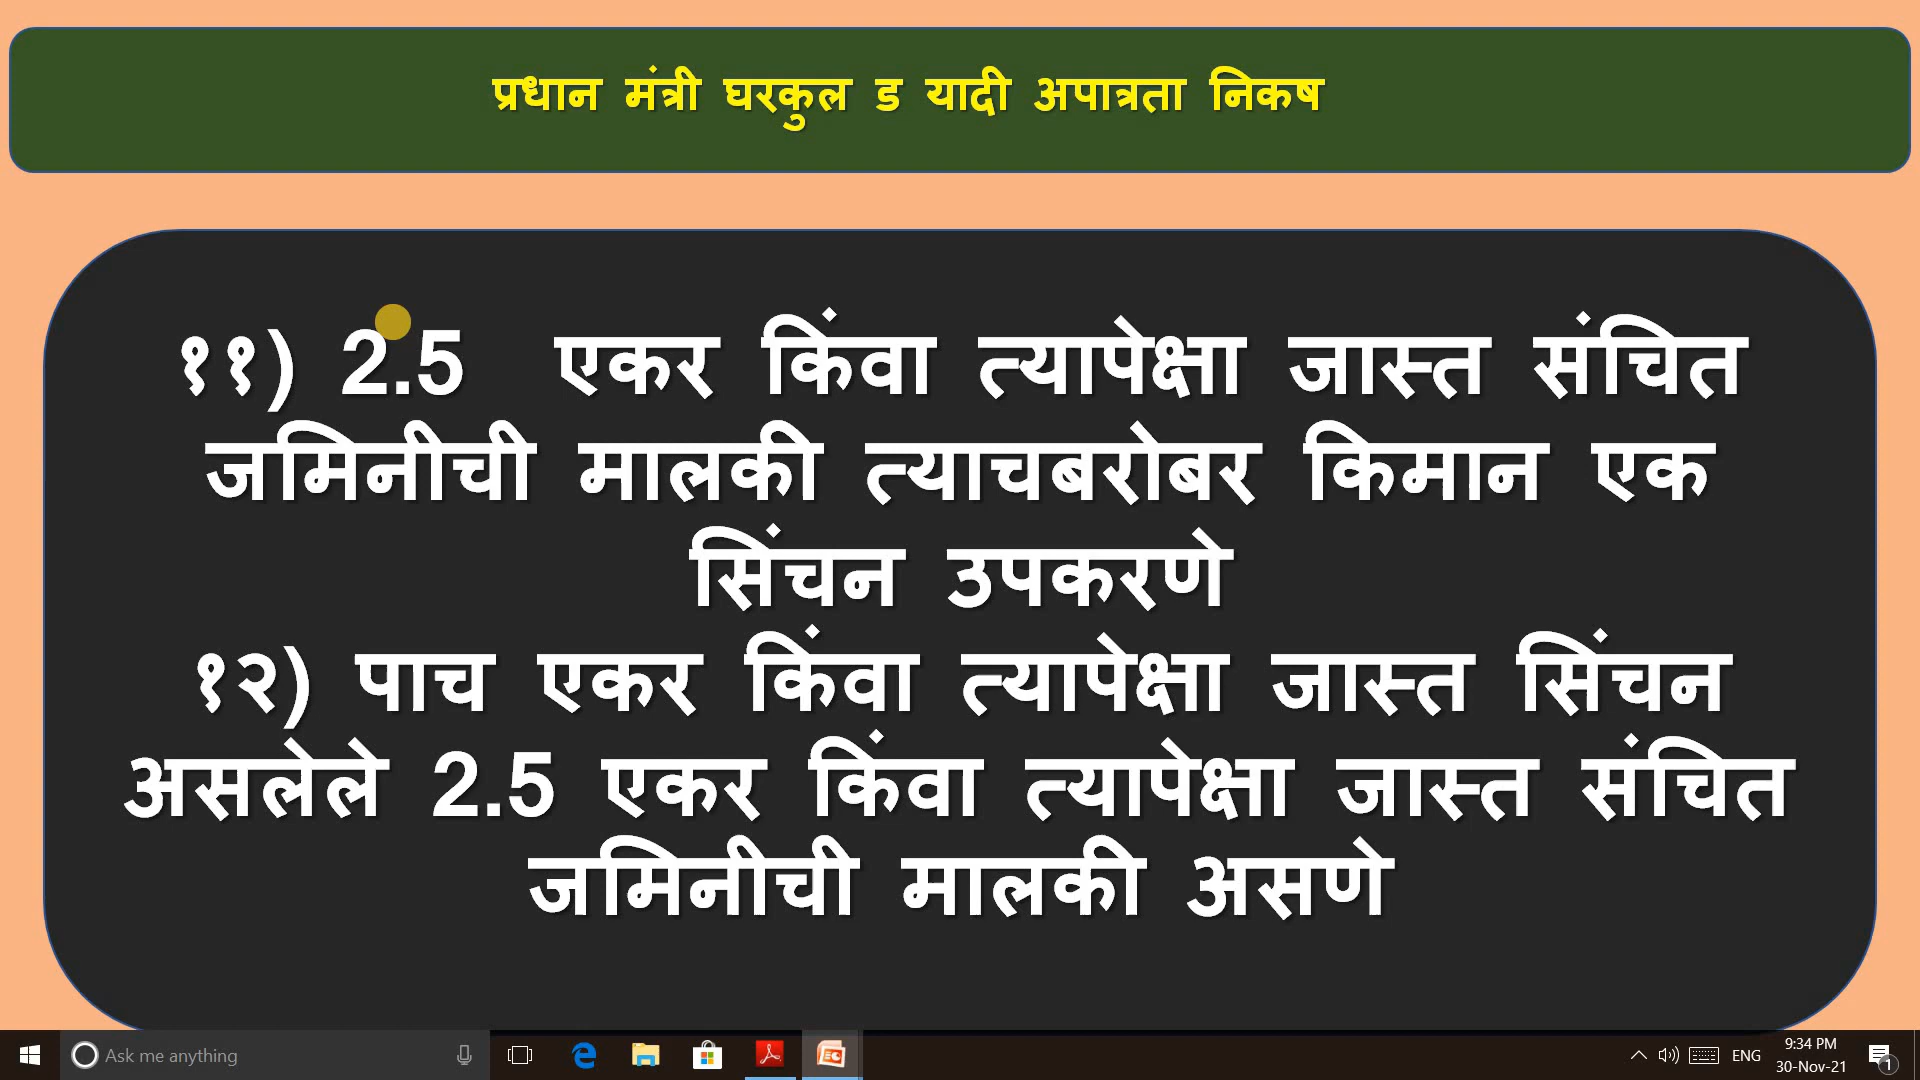 प्रधान मंत्री घरकुल ड यादी अपात्रता निकष
११) 2.5 एकर किंवा त्यापेक्षा जास्त संचित
जमिनीची मालकी त्याचबरोबर किमान एक
सिंचन उपकरणे
१२) पाच एकर किंवा त्यापेक्षा जास्त सिंचन
असलेले 2.5 एकर किंवा त्यापेक्षा जास्त संचित
जमिनीची मालकी असणे
Ask me anything
ENG
9:34 PM
30-Nov-21
1